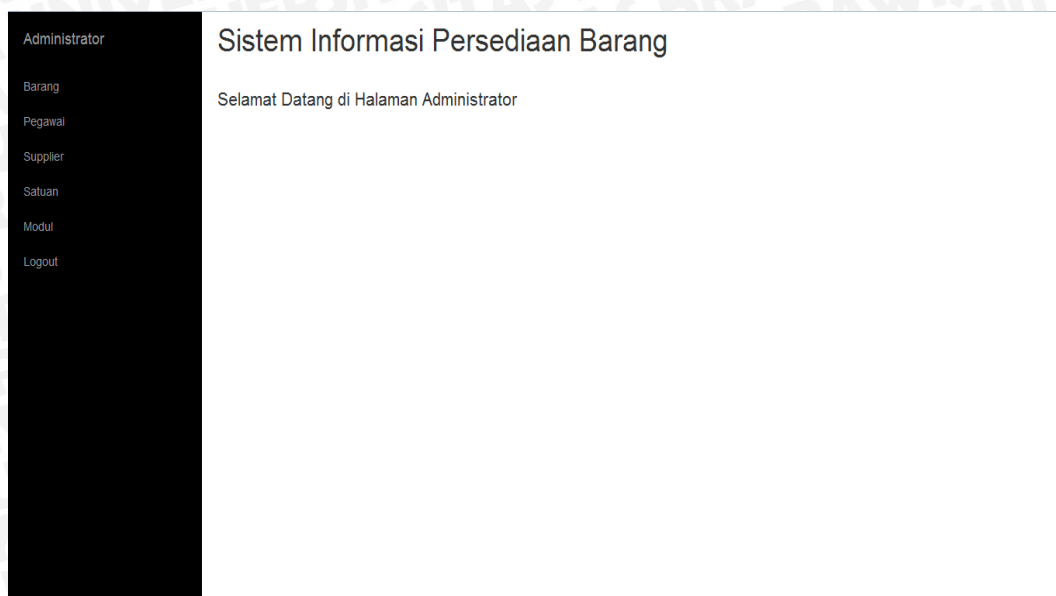 Administrator
Barang
Pegawai
Supplier
Satuan
Modul
Logout
Sistem Informasi Persediaan Barang
Selamat Datang di Halaman Administrator